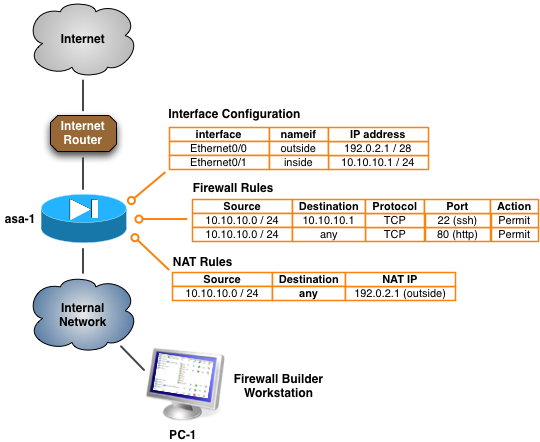 Internet
Internet
Router
Interface Configuration
interface nameif IP address
Ethernet0/0 outside 192.0.2.1 / 28
Ethernet0/1 inside 10.10.10.1 / 24
Firewall Rules
Source Destination Protocol Port Action
10.10.10.0 / 24 10.10.10.1 TCP 22 (ssh) Permit
10.10.10.0 / 24 any TCP 80 (http) Permit
asa-1
NAT Rules
Source Destination NAT IP
10.10.10.0 / 24 any 192.0.2.1 (outside)
Internal
Network
Firewall Builder
Workstation
PC-1